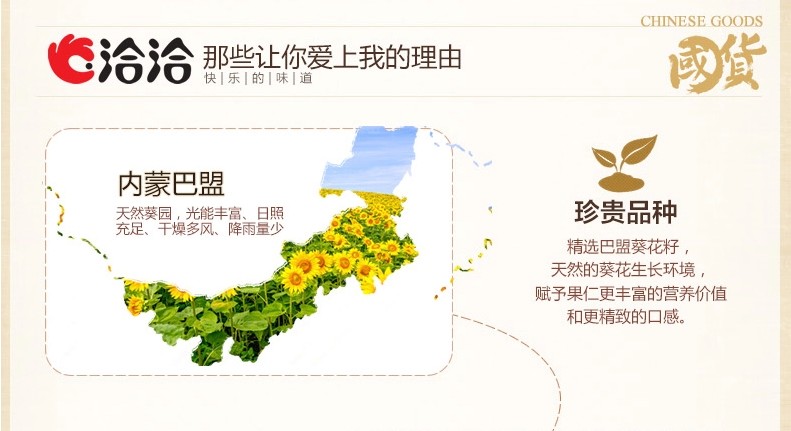 CHINESE GOODS
國貨
洽洽 那些让你爱上我的理由
快|乐|的|味|道
内蒙巴盟
天然葵园，光能丰富、日照
充足、干燥多风、降雨量少
珍贵品种
精选巴盟葵花籽，
天然的葵花生长环境，
赋予果仁更丰富的营养价值
和更精致的口感。